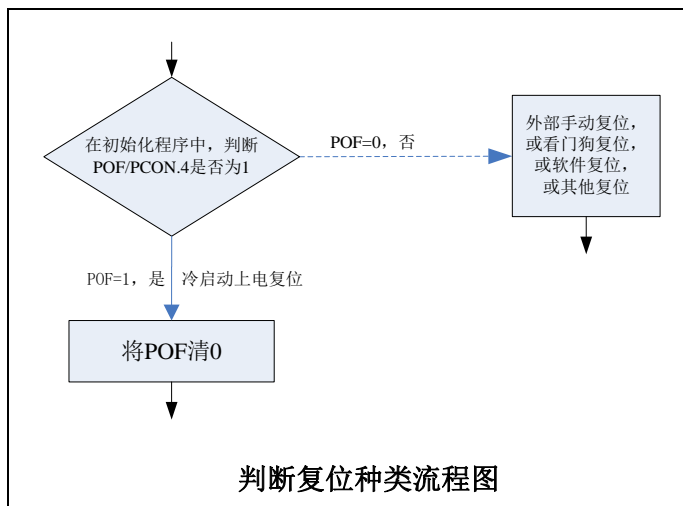 在初始化程序中，判断
POF/PCON.4是否为1
POF=0，否
外部手动复位，
或看门狗复位，
或软件复位，
或其他复位
POF=1，是 冷启动上电复位
将POF清0
判断复位种类流程图